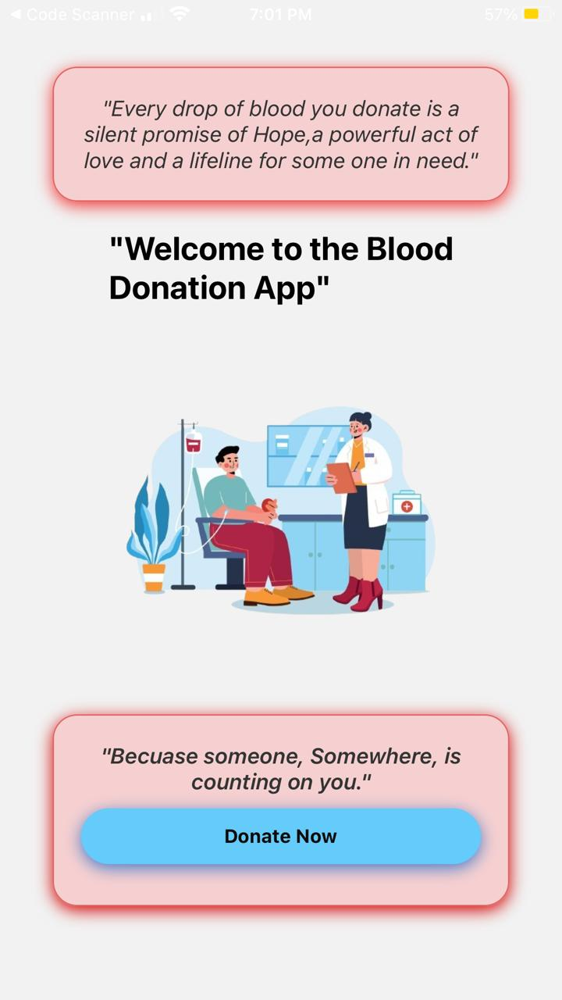 Code Scanner 7:01 PM 57%
"Every drop of blood you donate is a
silent promise of Hope,a powerful act of
love and a lifeline for some one in need."
"Welcome to the Blood
Donation App"
"Becuase someone, Somewhere, is
counting on you."
Donate Now